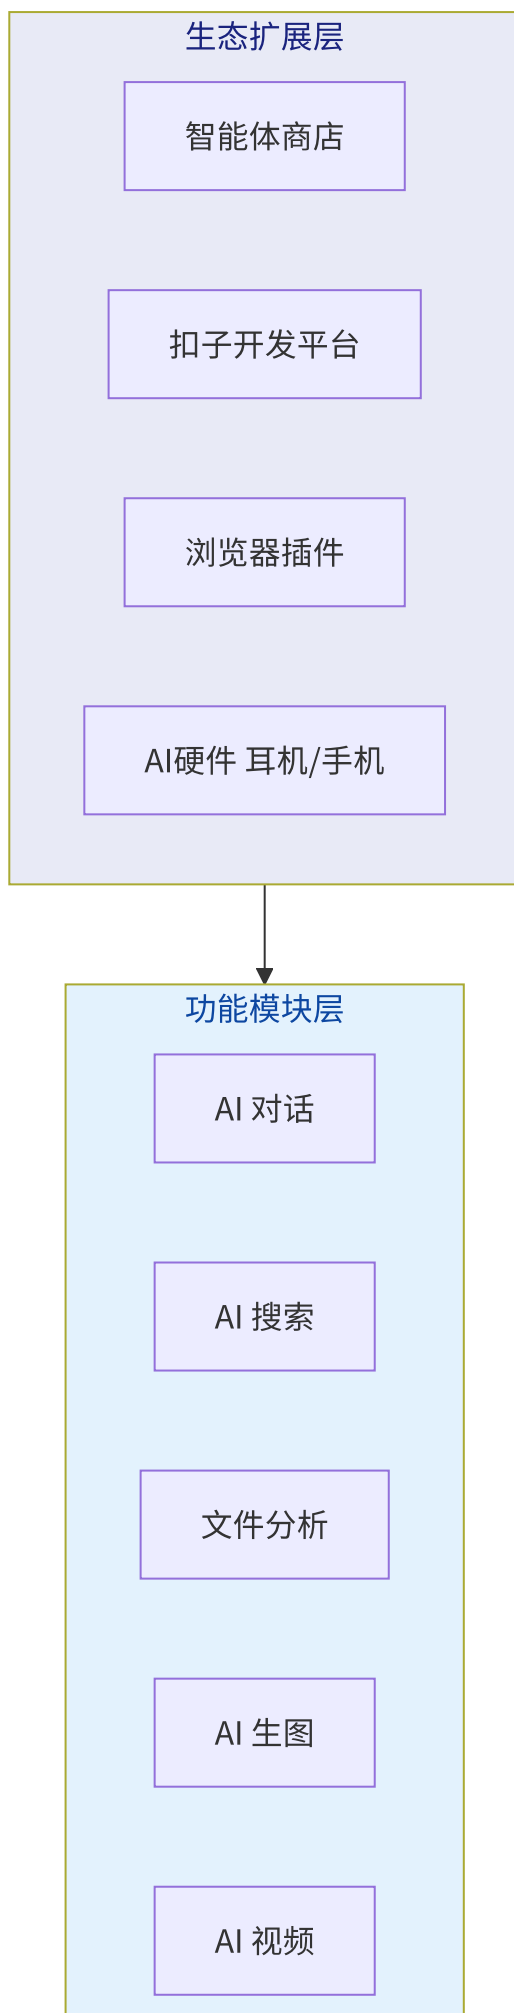 生态扩展层
智能体商店
扣子开发平台
浏览器插件
AI硬件 耳机/手机
功能模块层
AI 对话
AI 搜索
文件分析
AI 生图
AI 视频